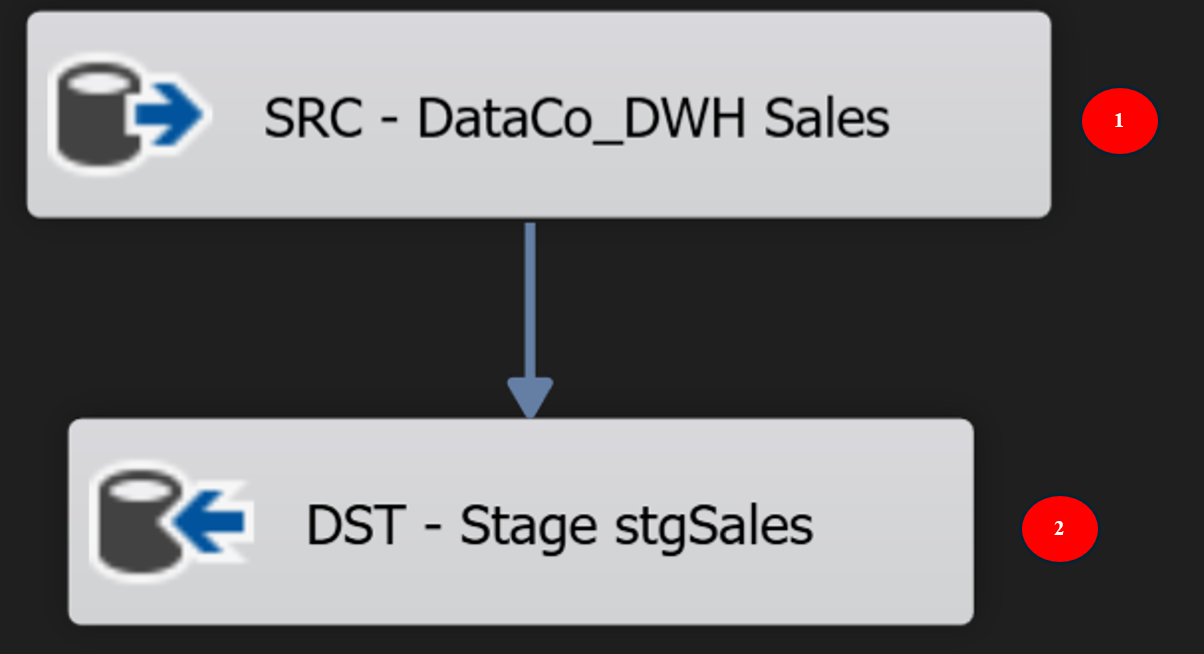 SRC - DataCo_DWH Sales
1
DST - Stage stgSales
2